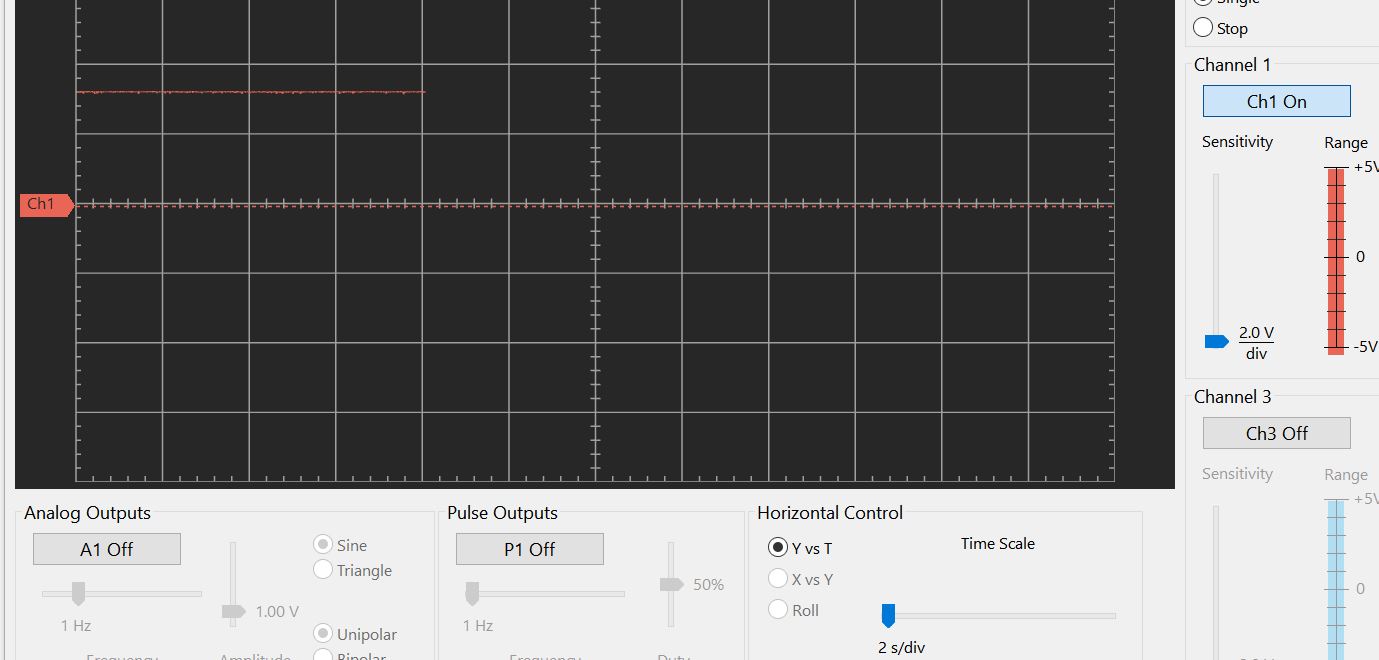 Single
Stop
Channel 1
Ch1 On
Sensitivity Range
+5V
Ch1
0
2.0 V
div
-5V
Channel 3
Ch3 Off
Sensitivity Range
+5V
0
Analog Outputs
A1 Off
Sine
Triangle
1.00 V
1 Hz
Unipolar
Bipolar
Frequency Amplitude
Pulse Outputs
P1 Off
50%
1 Hz
Frequency Duty
Horizontal Control
Y vs T
X vs Y
Roll
Time Scale
2 s/div